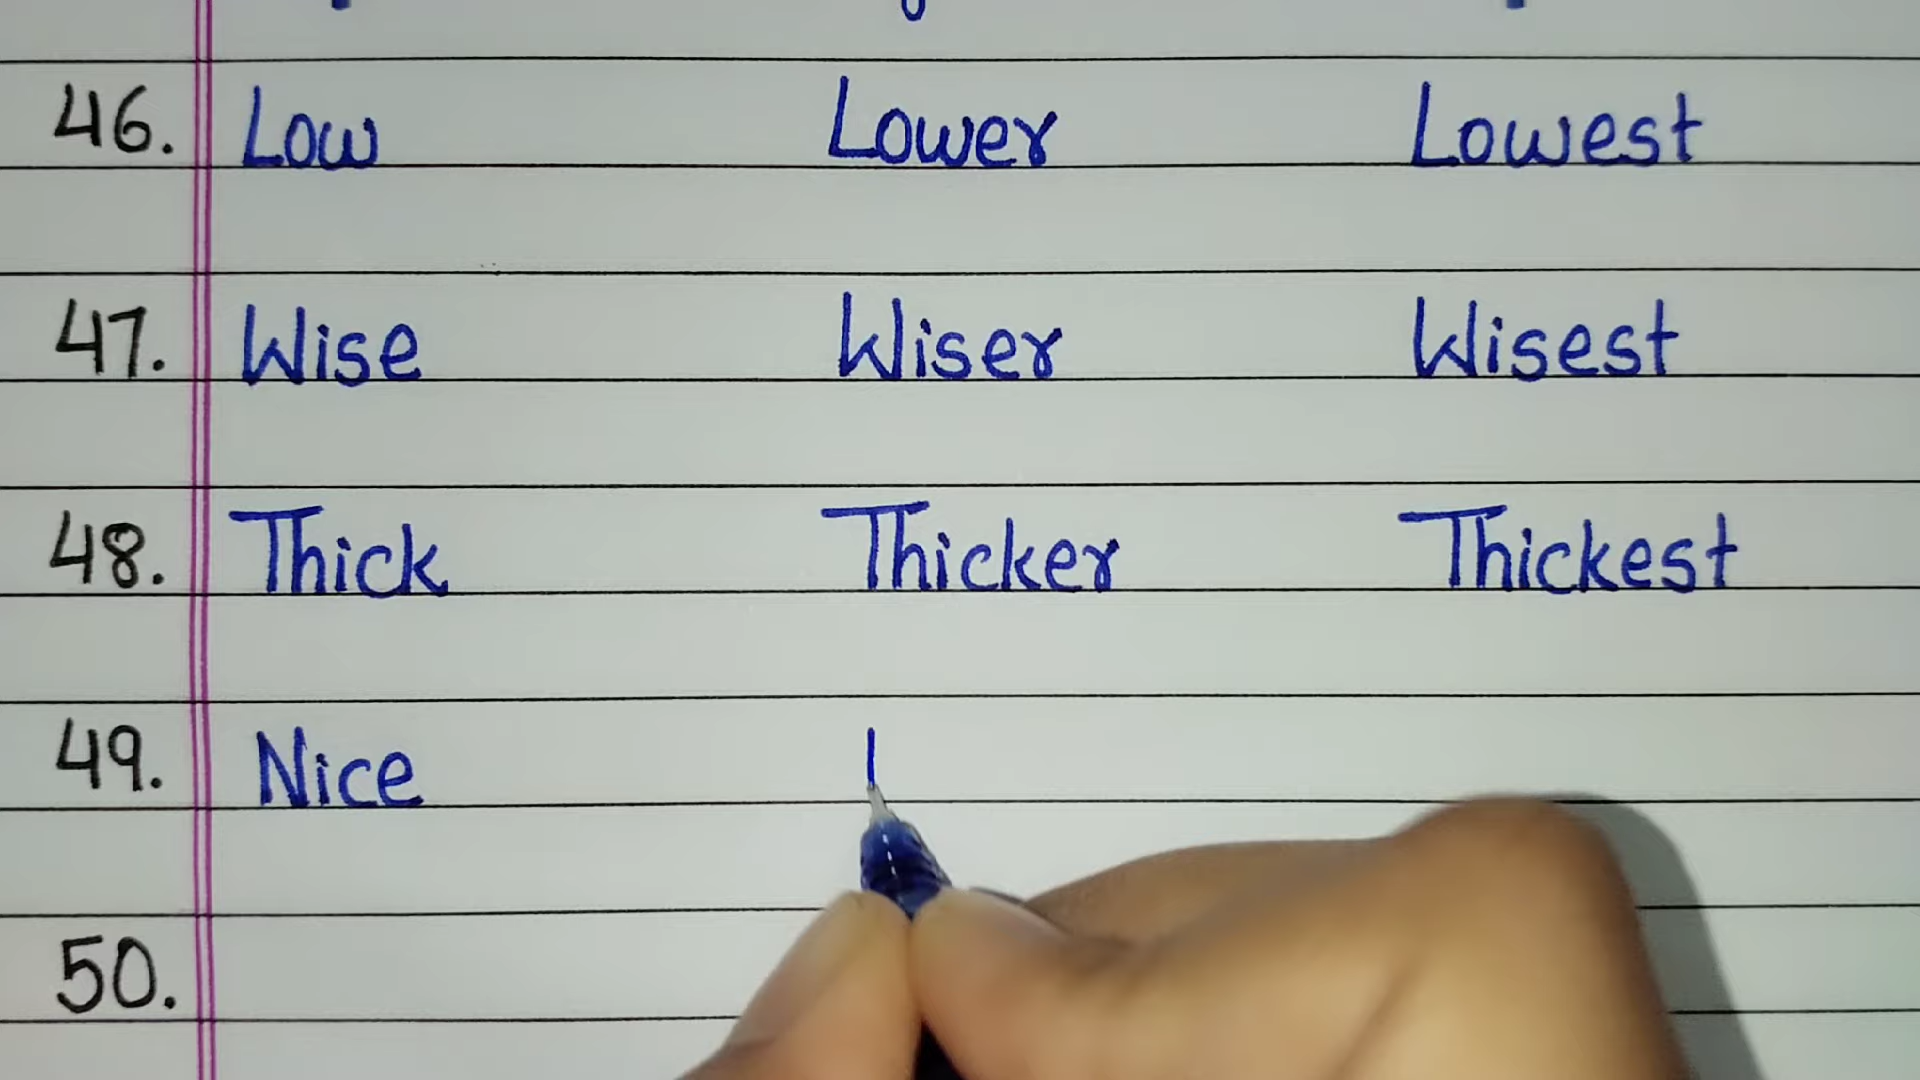 46. Low Lower Lowest
47. Wise Wiser Wisest
48. Thick Thicker Thickest
49. Nice
50.